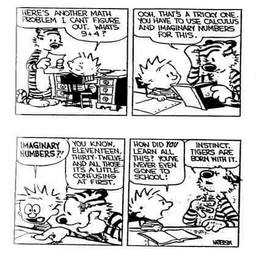 HERE'S ANOTHER MATH
PROBLEM I CAN'T FIGURE
OUT. WHAT'S
9+4?
OOH, THAT'S A TRICKY ONE.
YOU HAVE TO USE CALCULUS
AND IMAGINARY NUMBERS
FOR THIS.
IMAGINARY
NUMBERS?!
YOU KNOW,
ELEVENTEEN,
THIRTY-TWELVE,
AND ALL THOSE.
IT'S A LITTLE
CONFUSING
AT FIRST.
HOW DID YOU
LEARN ALL
THIS? YOU'VE
NEVER EVEN
GONE TO
SCHOOL!
INSTINCT.
TIGERS ARE
BORN WITH IT.
WATTERSON